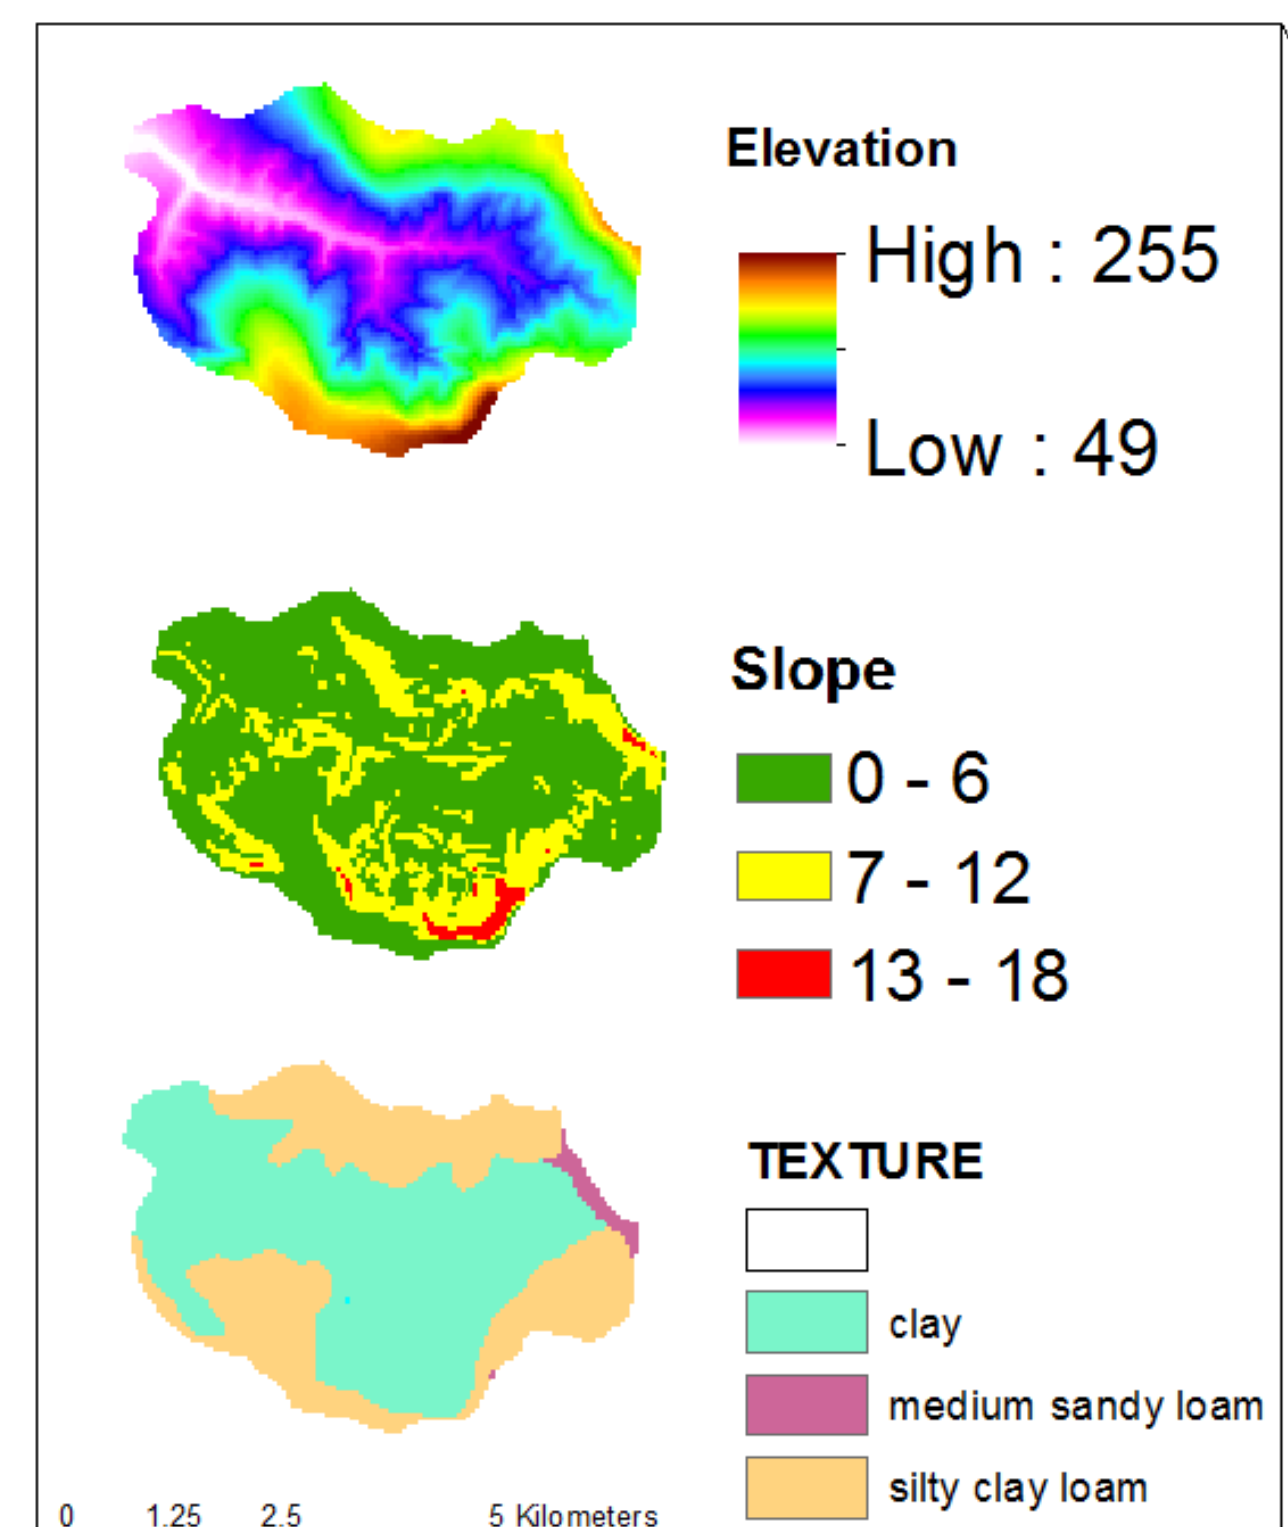 Elevation
High : 255
Low : 49
Slope
0 - 6
7 - 12
13 - 18
TEXTURE
clay
medium sandy loam
silty clay loam
0 1.25 2.5 5 Kilometers